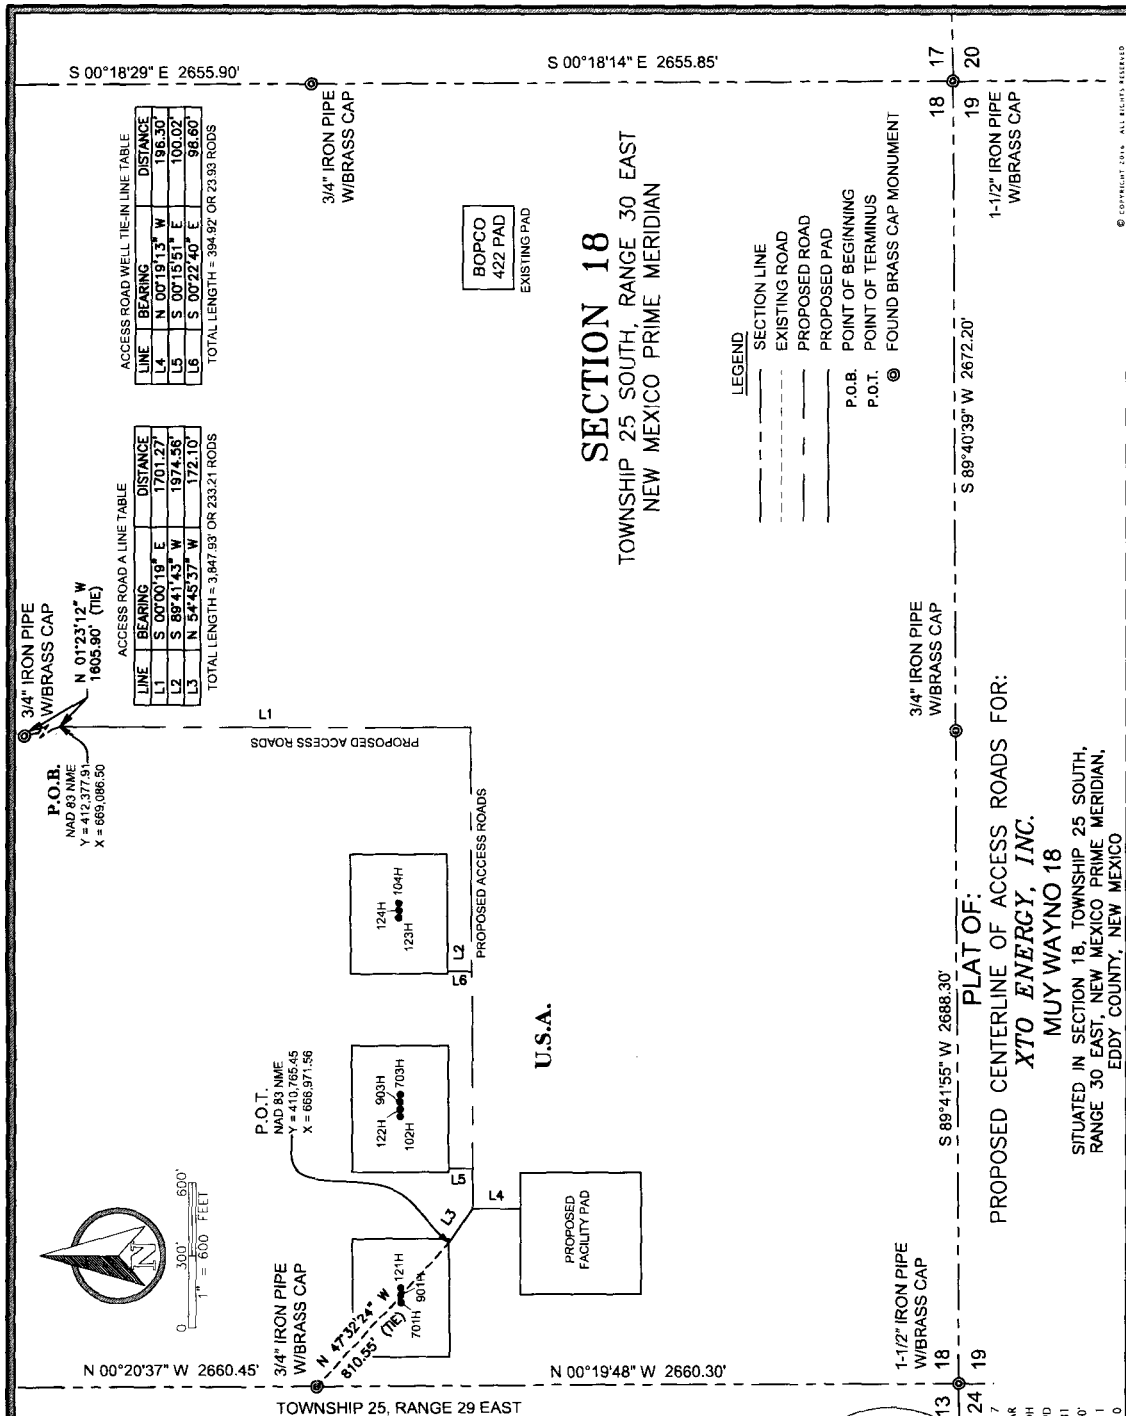 S 00°18'29" E 2655.90'
S 00°18'14" E 2655.85'
17
20
18
19
3/4" IRON PIPE
W/BRASS CAP
1-1/2" IRON PIPE
W/BRASS CAP
© COPYRIGHT 2016 ALL RIGHTS RESERVED
ACCESS ROAD WELL TIE-IN LINE TABLE
LINE BEARING DISTANCE
L4 N 00°19'13" W 196.30'
L5 S 00°15'51" E 100.02'
L6 S 00°22'40" E 98.60'
TOTAL LENGTH = 394.92' OR 23.93 RODS
ACCESS ROAD A LINE TABLE
LINE BEARING DISTANCE
L1 S 00°00'19" E 1701.27'
L2 S 89°41'43" W 1974.56'
L3 N 54°45'37" W 172.10'
TOTAL LENGTH = 3,847.93' OR 233.21 RODS
BOPCO
422 PAD
EXISTING PAD
SECTION 18
TOWNSHIP 25 SOUTH, RANGE 30 EAST
NEW MEXICO PRIME MERIDIAN
LEGEND
SECTION LINE
EXISTING ROAD
PROPOSED ROAD
PROPOSED PAD
P.O.B. POINT OF BEGINNING
P.O.T. POINT OF TERMINUS
FOUND BRASS CAP MONUMENT
3/4" IRON PIPE
W/BRASS CAP
N 01°23'12" W
1605.90' (TIE)
P.O.B.
NAD 83 NME
Y = 412,377.91
X = 669,086.50
L1
PROPOSED ACCESS ROADS
PROPOSED ACCESS ROADS
L2
L6
124H
104H
123H
U.S.A.
P.O.T.
NAD 83 NME
Y = 410,765.45
X = 666,971.56
903H
122H
703H
102H
L5
L4
L3
PROPOSED
FACILITY PAD
121H
701H
N
0 300' 600'
1" = 600 FEET
3/4" IRON PIPE
W/BRASS CAP
N 47°32'24" W
810.55' (TIE)
N 00°20'37" W 2660.45'
N 00°19'48" W 2660.30'
TOWNSHIP 25, RANGE 29 EAST
1-1/2" IRON PIPE
W/BRASS CAP
18
19
13
24
S 89°41'55" W 2688.30'
3/4" IRON PIPE
W/BRASS CAP
S 89°40'39" W 2672.20'
PLAT OF:
PROPOSED CENTERLINE OF ACCESS ROADS FOR:
XTO ENERGY, INC.
MUY WAYNO 18
SITUATED IN SECTION 18, TOWNSHIP 25 SOUTH,
RANGE 30 EAST, NEW MEXICO PRIME MERIDIAN,
EDDY COUNTY, NEW MEXICO